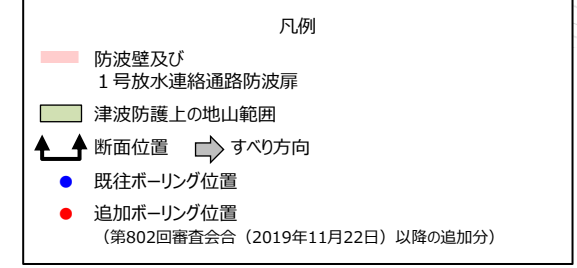 凡例
防波壁及び
１号放水連絡通路防波扉
津波防護上の地山範囲
断面位置 すべり方向
既往ボーリング位置
追加ボーリング位置
（第802回審査会合（2019年11月22日）以降の追加分）